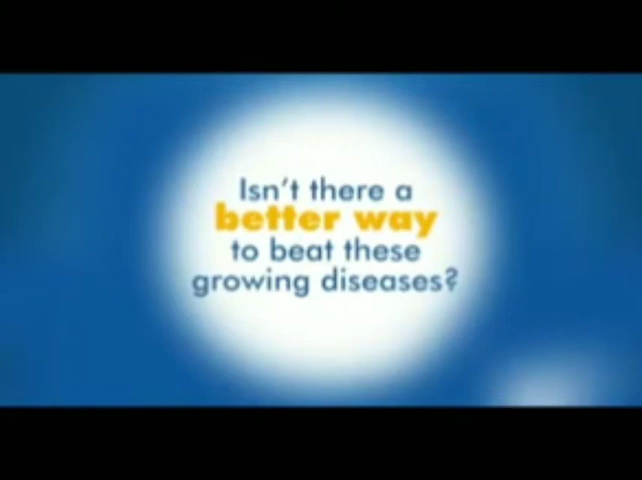 Isn't there a
better way
to beat these
growing diseases?